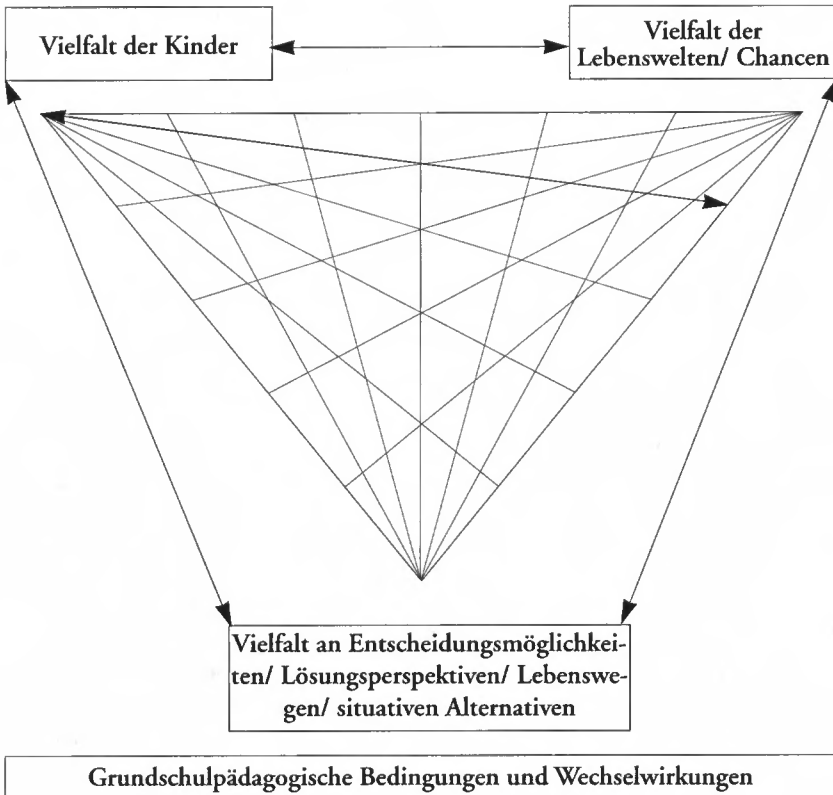 Vielfalt der Kinder
Vielfalt der
Lebenswelten/ Chancen
Vielfalt an Entscheidungsmöglichkei-
ten/ Lösungsperspektiven/ Lebenswe-
gen/ situativen Alternativen
Grundschulpädagogische Bedingungen und Wechselwirkungen